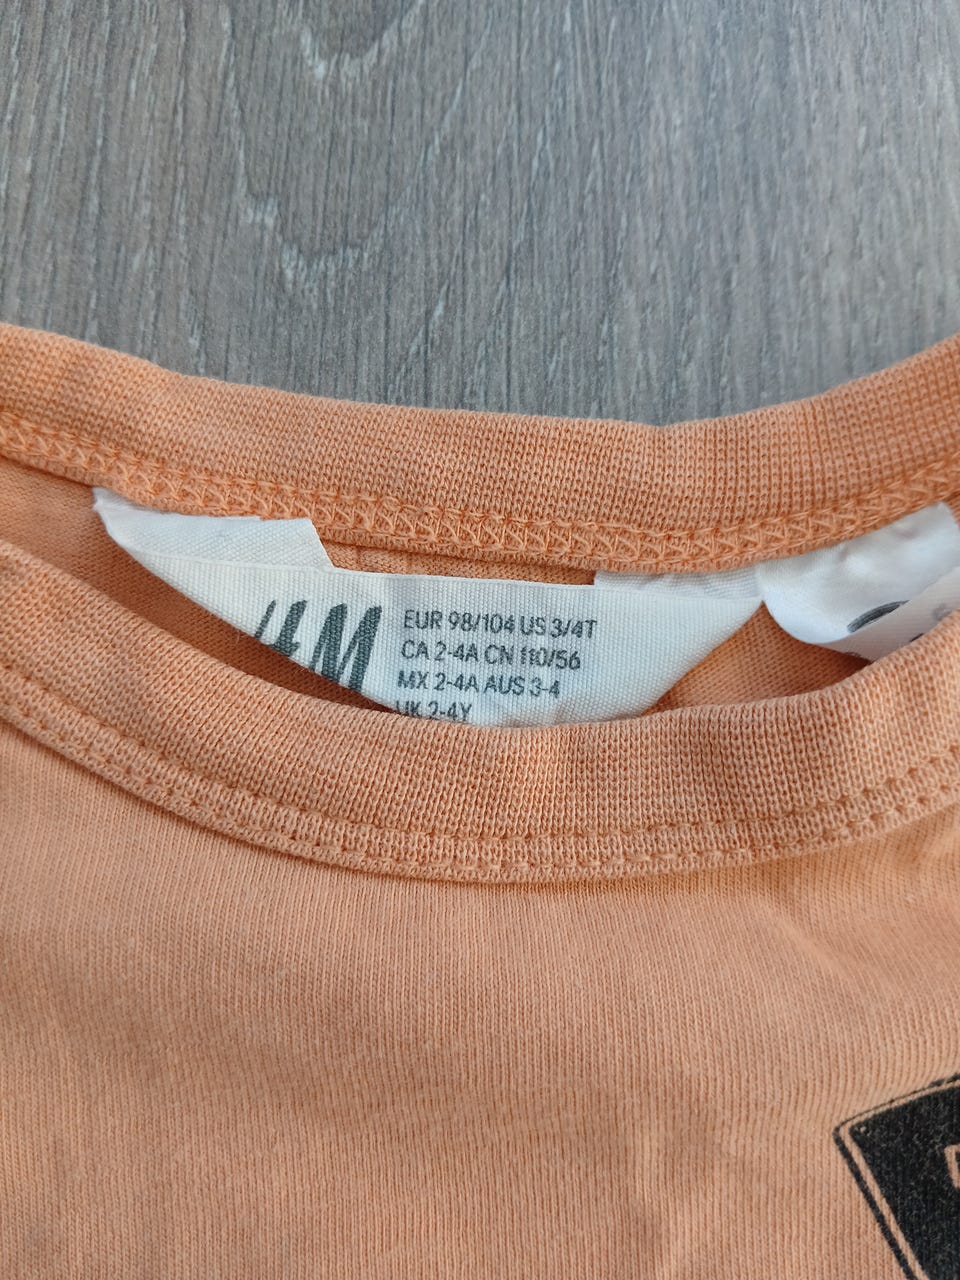 H&M
EUR 98/104 US 3/4T
CA 2-4A CN 110/56
MX 2-4A AUS 3-4
UK 2-4Y